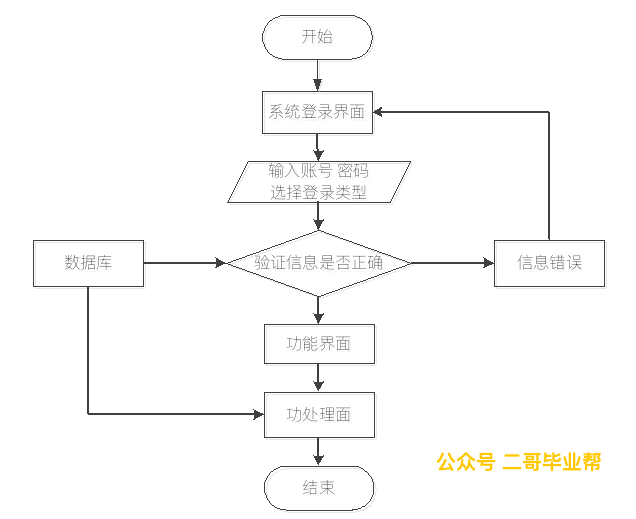 开始
系统登录界面
输入账号 密码
选择登录类型
数据库
验证信息是否正确
信息错误
功能界面
功处理面
公众号 二哥毕业帮
结束